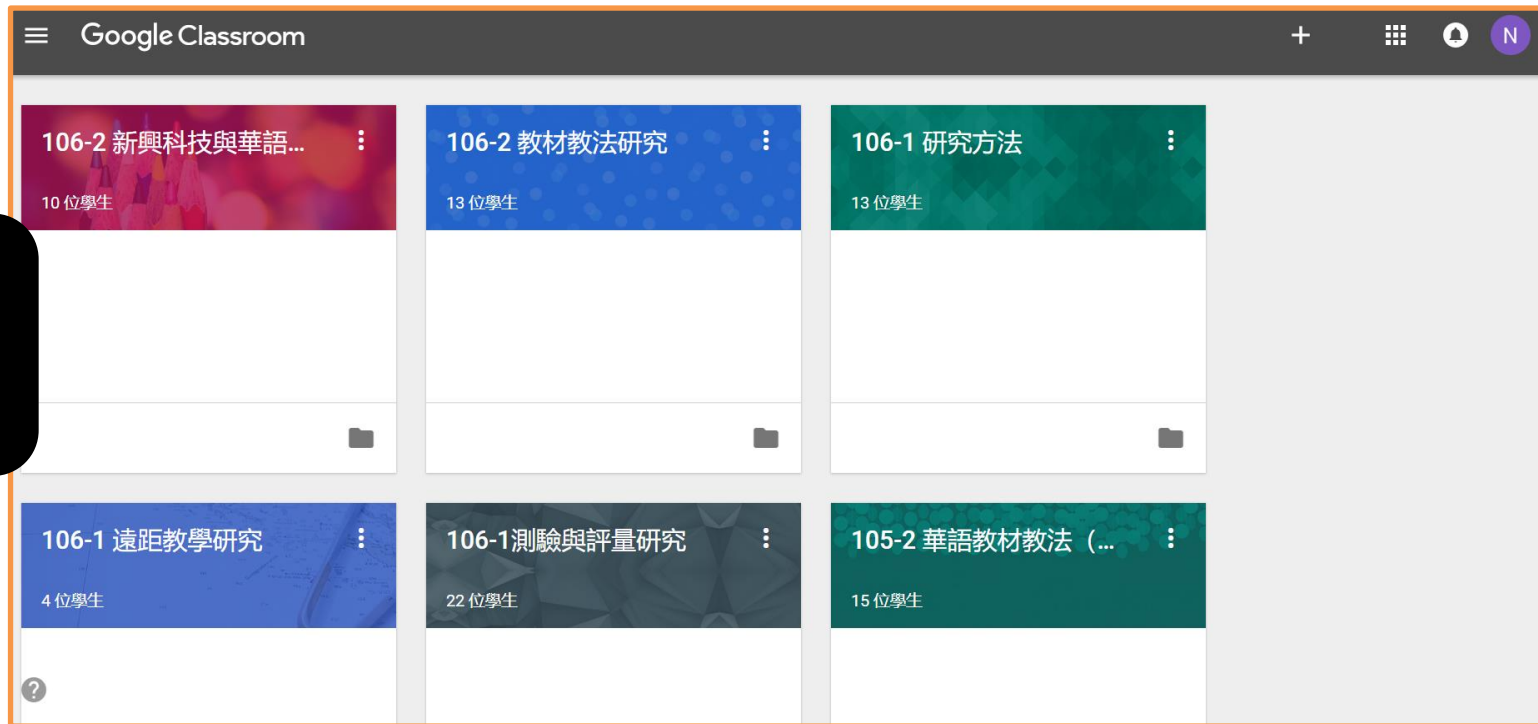 Google Classroom
N
106-2 新興科技與華語...
10 位學生
106-2 教材教法研究
13 位學生
106-1 研究方法
13 位學生
106-1 遠距教學研究
4 位學生
106-1測驗與評量研究
22 位學生
105-2 華語教材教法（...
15 位學生
?